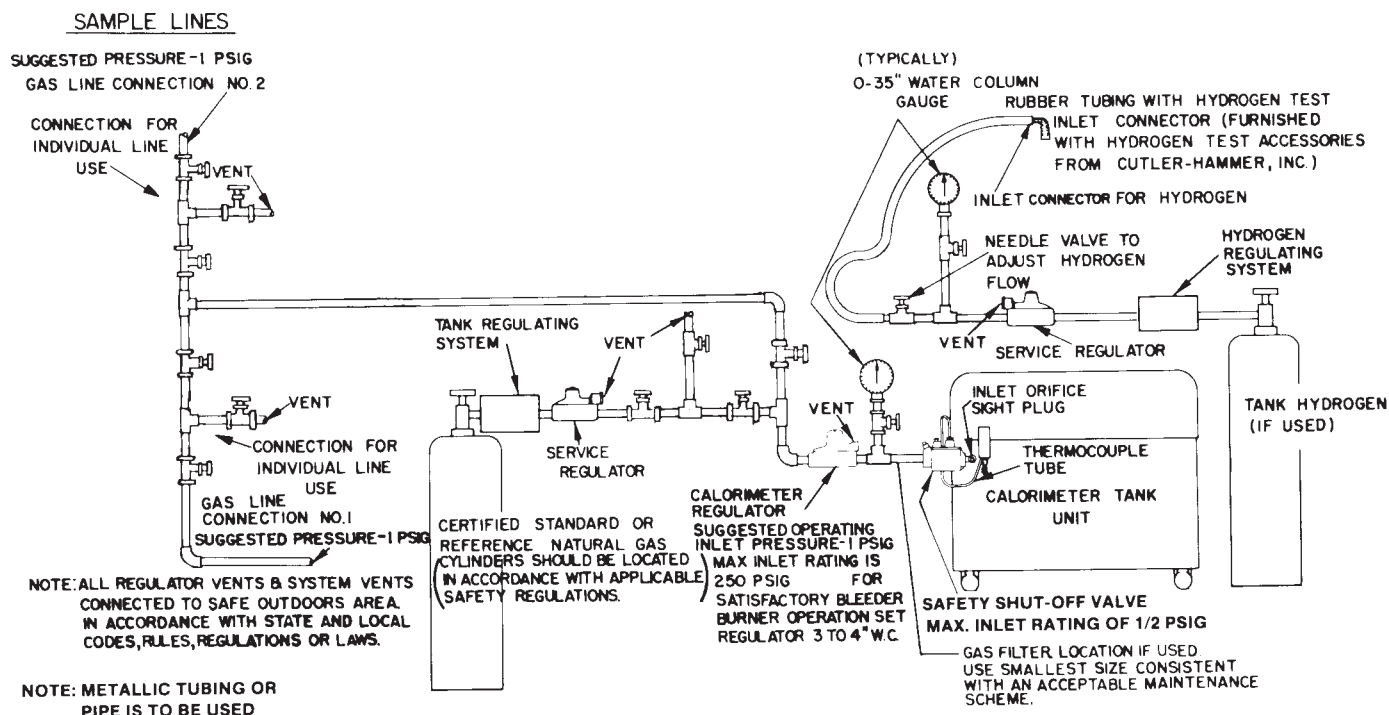 SAMPLE LINES
SUGGESTED PRESSURE-1 PSIG
GAS LINE CONNECTION NO. 2
CONNECTION FOR
INDIVIDUAL LINE
USE
VENT
VENT
CONNECTION FOR
INDIVIDUAL LINE
USE
GAS LINE
CONNECTION NO.1
SUGGESTED PRESSURE-1 PSIG
NOTE: ALL REGULATOR VENTS & SYSTEM VENTS
CONNECTED TO SAFE OUTDOORS AREA.
IN ACCORDANCE WITH STATE AND LOCAL
CODES, RULES, REGULATIONS OR LAWS.
NOTE: METALLIC TUBING OR
PIPE IS TO BE USED
TANK REGULATING
SYSTEM
VENT
SERVICE
REGULATOR
CERTIFIED STANDARD OR
REFERENCE NATURAL GAS
(CYLINDERS SHOULD BE LOCATED
IN ACCORDANCE WITH APPLICABLE
SAFETY REGULATIONS.)
(TYPICALLY)
0-35" WATER COLUMN
GAUGE
RUBBER TUBING WITH HYDROGEN TEST
INLET CONNECTOR (FURNISHED
WITH HYDROGEN TEST ACCESSORIES
FROM CUTLER-HAMMER, INC.)
INLET CONNECTOR FOR HYDROGEN
NEEDLE VALVE TO
ADJUST HYDROGEN
FLOW
HYDROGEN
REGULATING
SYSTEM
VENT
SERVICE REGULATOR
TANK HYDROGEN
(IF USED)
VENT
INLET ORIFICE
SIGHT PLUG
THERMOCOUPLE
TUBE
CALORIMETER TANK
UNIT
CALORIMETER
REGULATOR
SUGGESTED OPERATING
INLET PRESSURE-1 PSIG
MAX INLET RATING IS
250 PSIG FOR
SATISFACTORY BLEEDER
BURNER OPERATION SET
REGULATOR 3 TO 4" W.C.
SAFETY SHUT-OFF VALVE
MAX. INLET RATING OF 1/2 PSIG
GAS FILTER LOCATION IF USED.
USE SMALLEST SIZE CONSISTENT
WITH AN ACCEPTABLE MAINTENANCE
SCHEME.